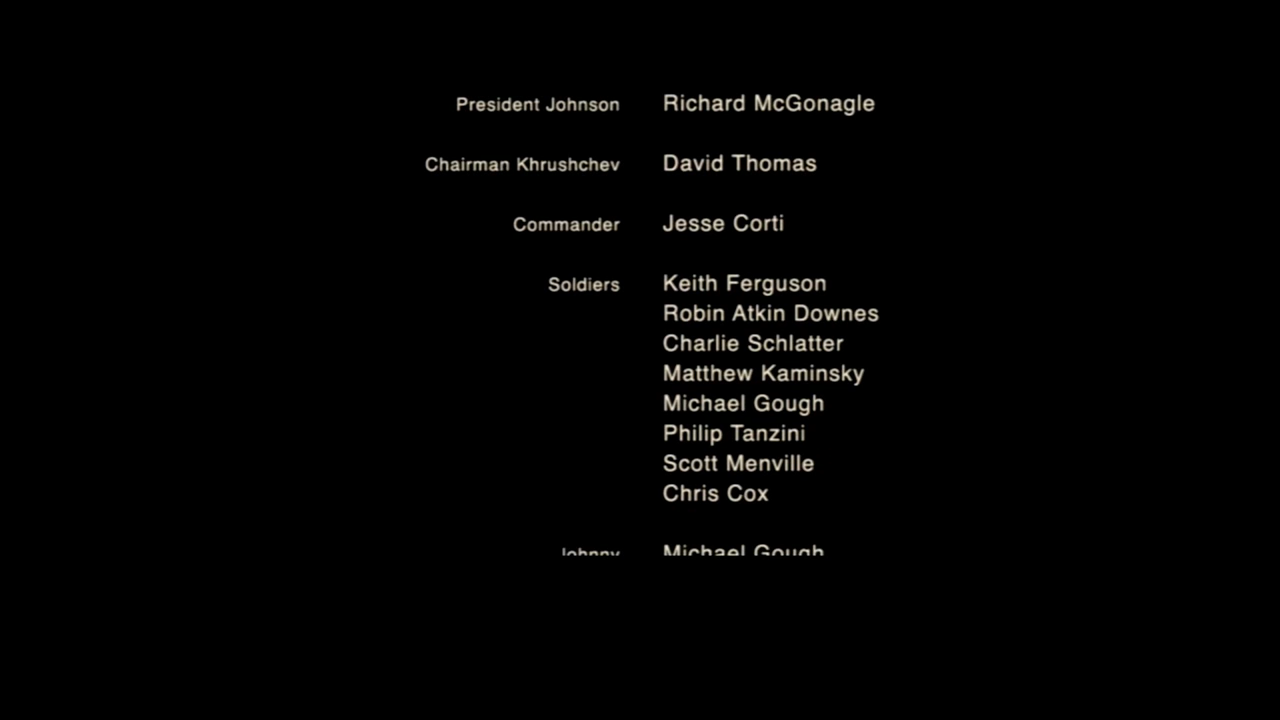 President Johnson Richard McGonagle
Chairman Khrushchev David Thomas
Commander Jesse Corti
Soldiers Keith Ferguson
Robin Atkin Downes
Charlie Schlatter
Matthew Kaminsky
Michael Gough
Philip Tanzini
Scott Menville
Chris Cox
Johnny Michael Gough